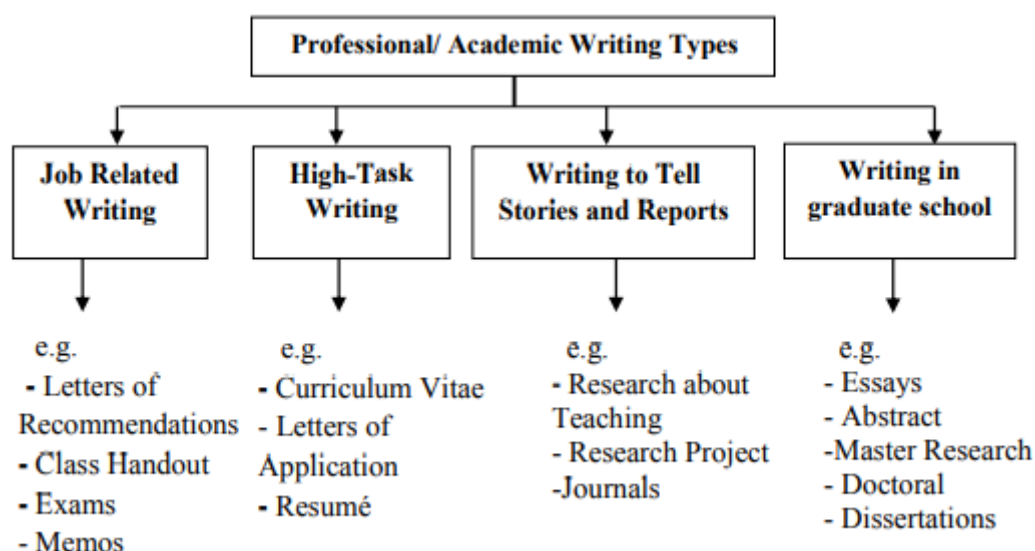 Professional/ Academic Writing Types
Job Related
Writing
High-Task
Writing
Writing to Tell
Stories and Reports
Writing in
graduate school
e.g.
- Letters of
Recommendations
- Class Handout
- Exams
- Memos
e.g.
- Curriculum Vitae
- Letters of
Application
- Resumé
e.g.
- Research about
Teaching
- Research Project
-Journals
e.g.
- Essays
- Abstract
-Master Research
- Doctoral
- Dissertations